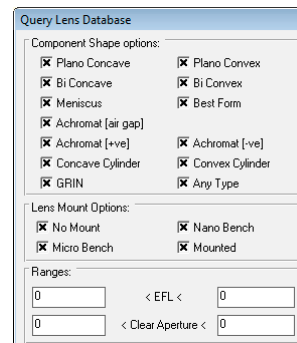 Query Lens Database
Component Shape options:
Plano Concave Plano Convex
Bi Concave Bi Convex
Meniscus Best Form
Achromat [air gap]
Achromat [+ve] Achromat [-ve]
Concave Cylinder Convex Cylinder
GRIN Any Type
Lens Mount Options:
No Mount Nano Bench
Micro Bench Mounted
Ranges:
0 < EFL < 0
0 < Clear Aperture < 0